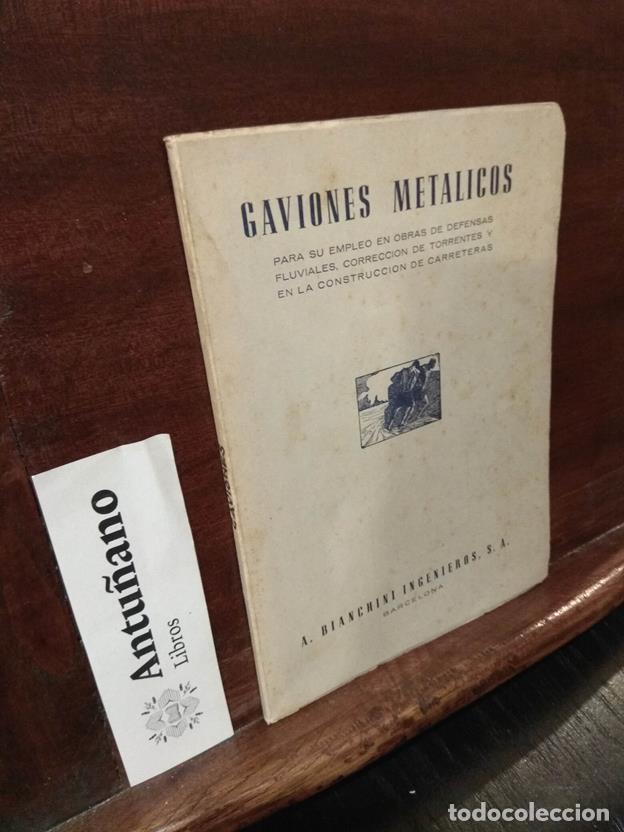 GAVIONES METALICOS
PARA SU EMPLEO EN OBRAS DE DEFENSAS
FLUVIALES, CORRECCION DE TORRENTES Y
EN LA CONSTRUCCION DE CARRETERAS
A. BIANCHINI INGENIEROS, S. A.
BARCELONA
GAVIONES
Antuñano
Libros
todocoleccion